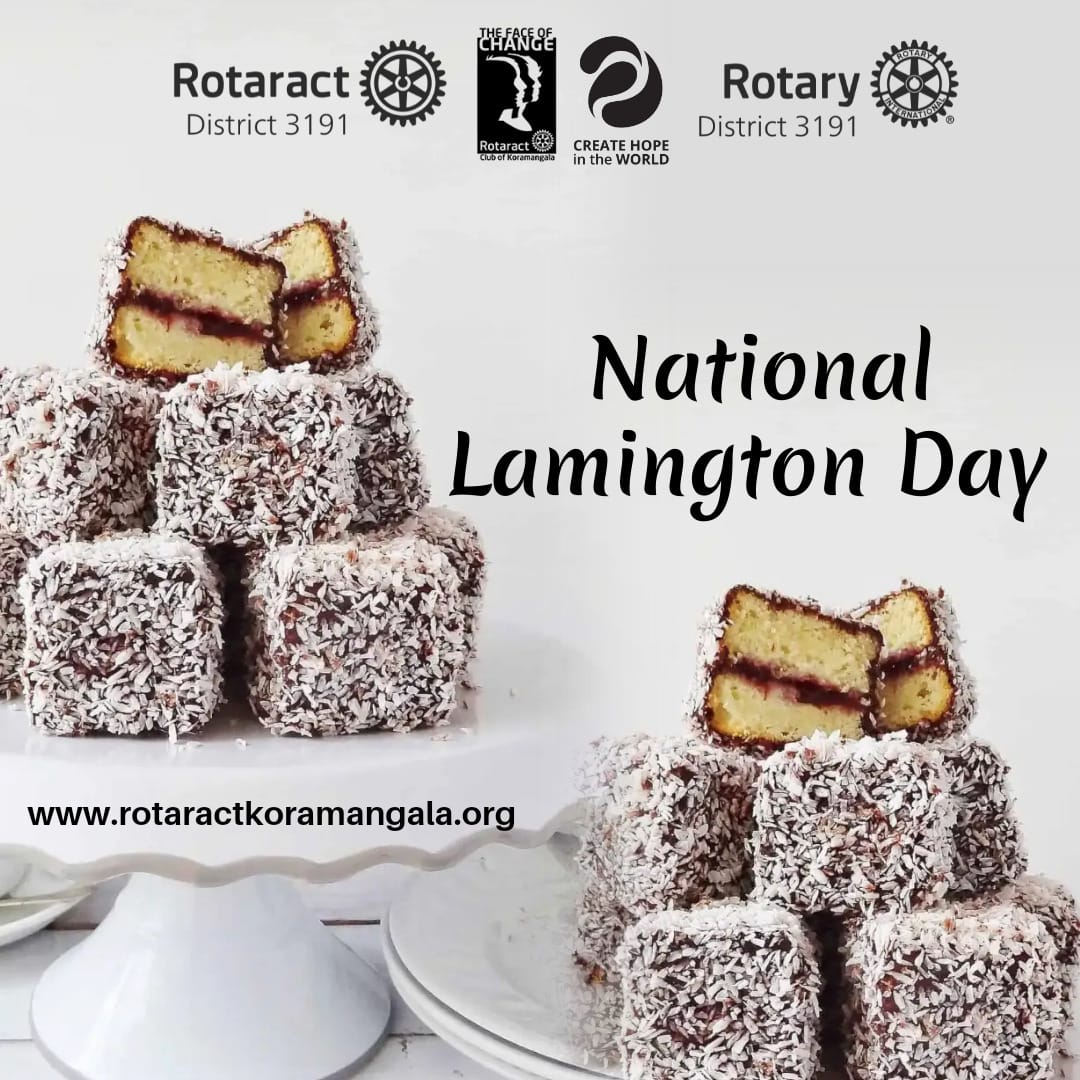 Rotaract
District 3191
THE FACE OF
CHANGE
Rotaract
Club of Koramangala
CREATE HOPE
in the WORLD
Rotary
District 3191
ROTARY
INTERNATIONAL
®
National
Lamington Day
www.rotaractkoramangala.org